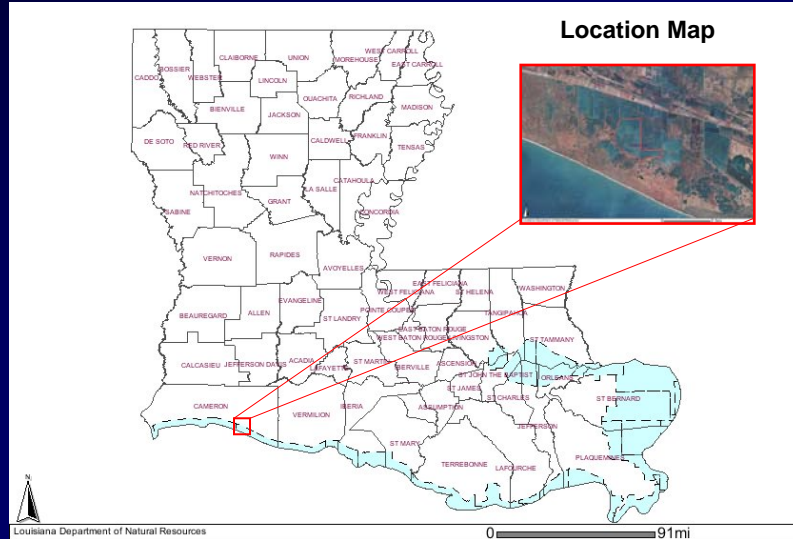 Location Map
CLAIBORNE
UNION
MOREHOUSE
WEST CARROLL
EAST CARROLL
CADDO
BOSSIER
WEBSTER
LINCOLN
OUACHITA
RICHLAND
MADISON
BIENVILLE
JACKSON
DE SOTO
RED RIVER
CALDWELL
FRANKLIN
TENSAS
WINN
NATCHITOCHES
LA SALLE
CATAHOULA
GRANT
CONCORDIA
SABINE
VERNON
RAPIDES
AVOYELLES
EAST FELICIANA
WEST FELICIANA
ST HELENA
WASHINGTON
BEAUREGARD
ALLEN
EVANGELINE
ST LANDRY
POINTE COUPEE
TANGIPAHOA
EAST BATON ROUGE
WEST BATON ROUGE
LIVINGSTON
ST TAMMANY
CALCASIEU
JEFFERSON DAVIS
ACADIA
LAFAYETTE
ST MARTIN
IBERVILLE
ASCENSION
ST JOHN THE BAPTIST
ORLEANS
ST JAMES
ST CHARLES
ST BERNARD
CAMERON
VERMILION
IBERIA
ASSUMPTION
JEFFERSON
ST MARY
TERREBONNE
LAFOURCHE
PLAQUEMINES
N
Louisiana Department of Natural Resources
0
91mi